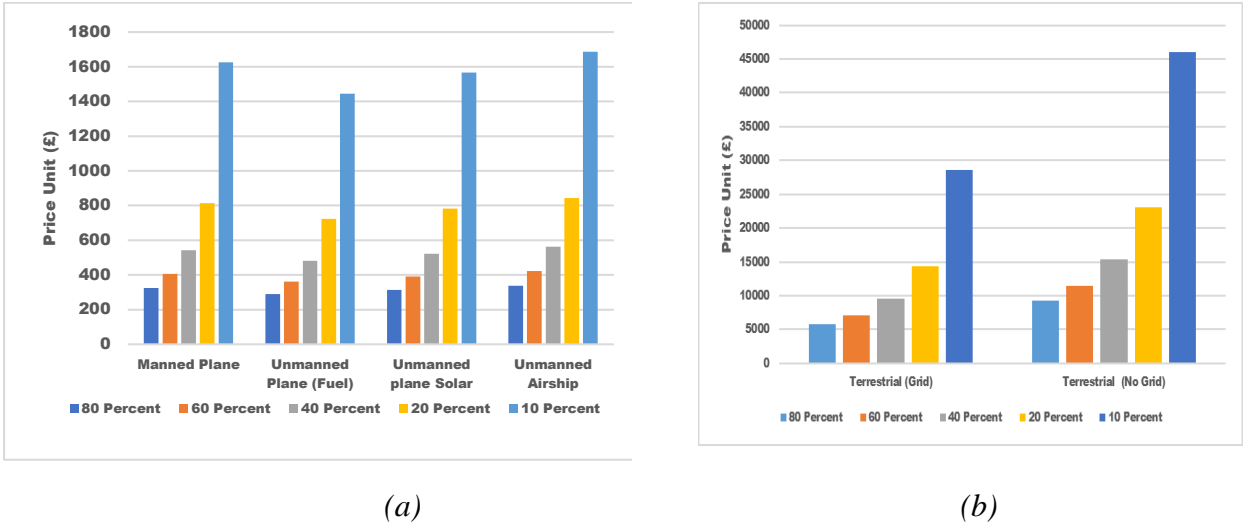 1800
1600
1400
1200
1000
800
600
400
200
0
Price Unit (£)
Manned Plane
Unmanned Plane (Fuel)
Unmanned plane Solar
Unmanned Airship
80 Percent 60 Percent 40 Percent 20 Percent 10 Percent
(a)
50000
45000
40000
35000
30000
25000
20000
15000
10000
5000
0
Price Unit (£)
Terrestrial (Grid) Terrestrial (No Grid)
80 Percent 60 Percent 40 Percent 20 Percent 10 Percent
(b)